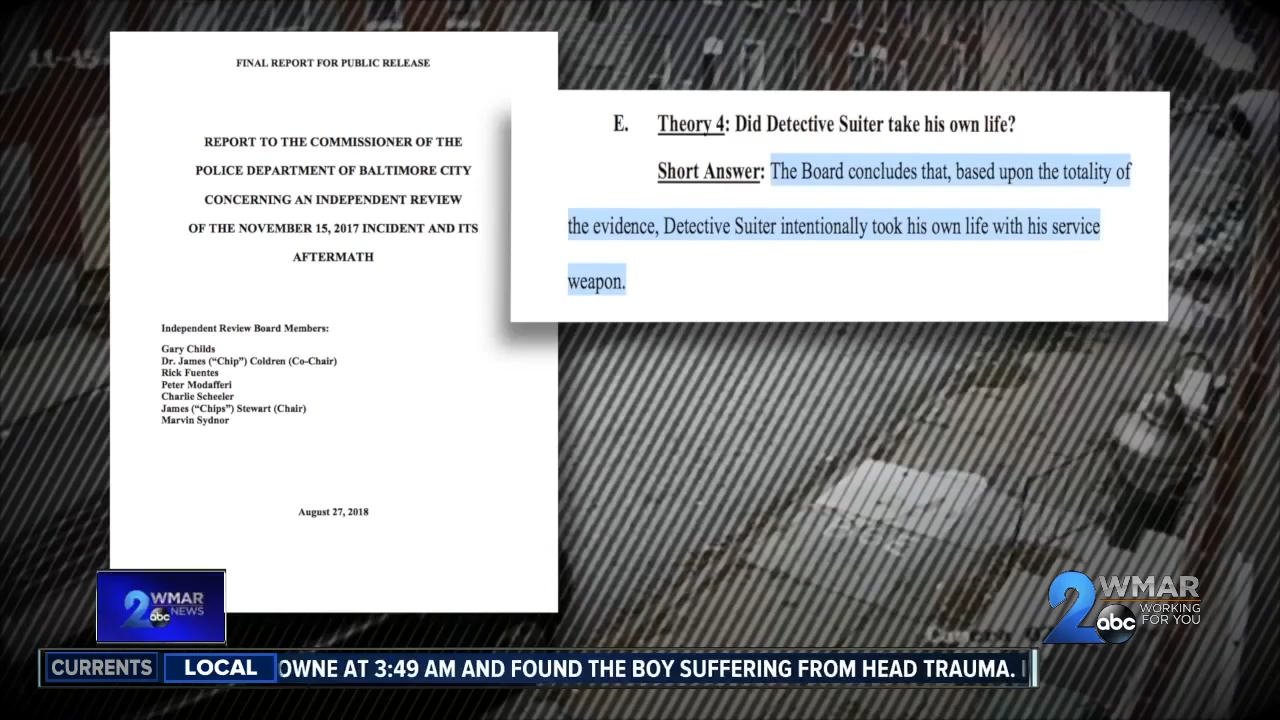 11-15
FINAL REPORT FOR PUBLIC RELEASE
REPORT TO THE COMMISSIONER OF THE
POLICE DEPARTMENT OF BALTIMORE CITY
CONCERNING AN INDEPENDENT REVIEW
OF THE NOVEMBER 15, 2017 INCIDENT AND ITS
AFTERMATH
Independent Review Board Members:
Gary Childs
Dr. James (“Chip”) Coldren (Co-Chair)
Rick Fuentes
Peter Modafferi
Charlie Scheeler
James (“Chips”) Stewart (Chair)
Marvin Sydnor
August 27, 2018
E. Theory 4: Did Detective Suiter take his own life?
Short Answer: The Board concludes that, based upon the totality of
the evidence, Detective Suiter intentionally took his own life with his service
weapon.
2 WMAR
abc NEWS
2 WMAR
abc WORKING
FOR YOU
CURRENTS LOCAL OWNE AT 3:49 AM AND FOUND THE BOY SUFFERING FROM HEAD TRAUMA.